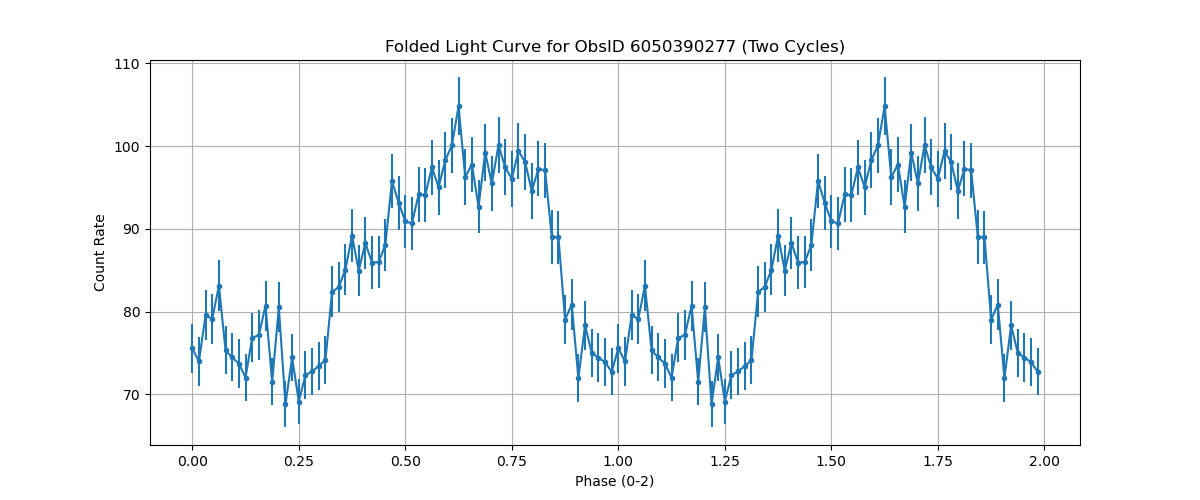 Folded Light Curve for ObsID 6050390277 (Two Cycles)
110
100
90
80
70
Count Rate
0.00 0.25 0.50 0.75 1.00 1.25 1.50 1.75 2.00
Phase (0-2)